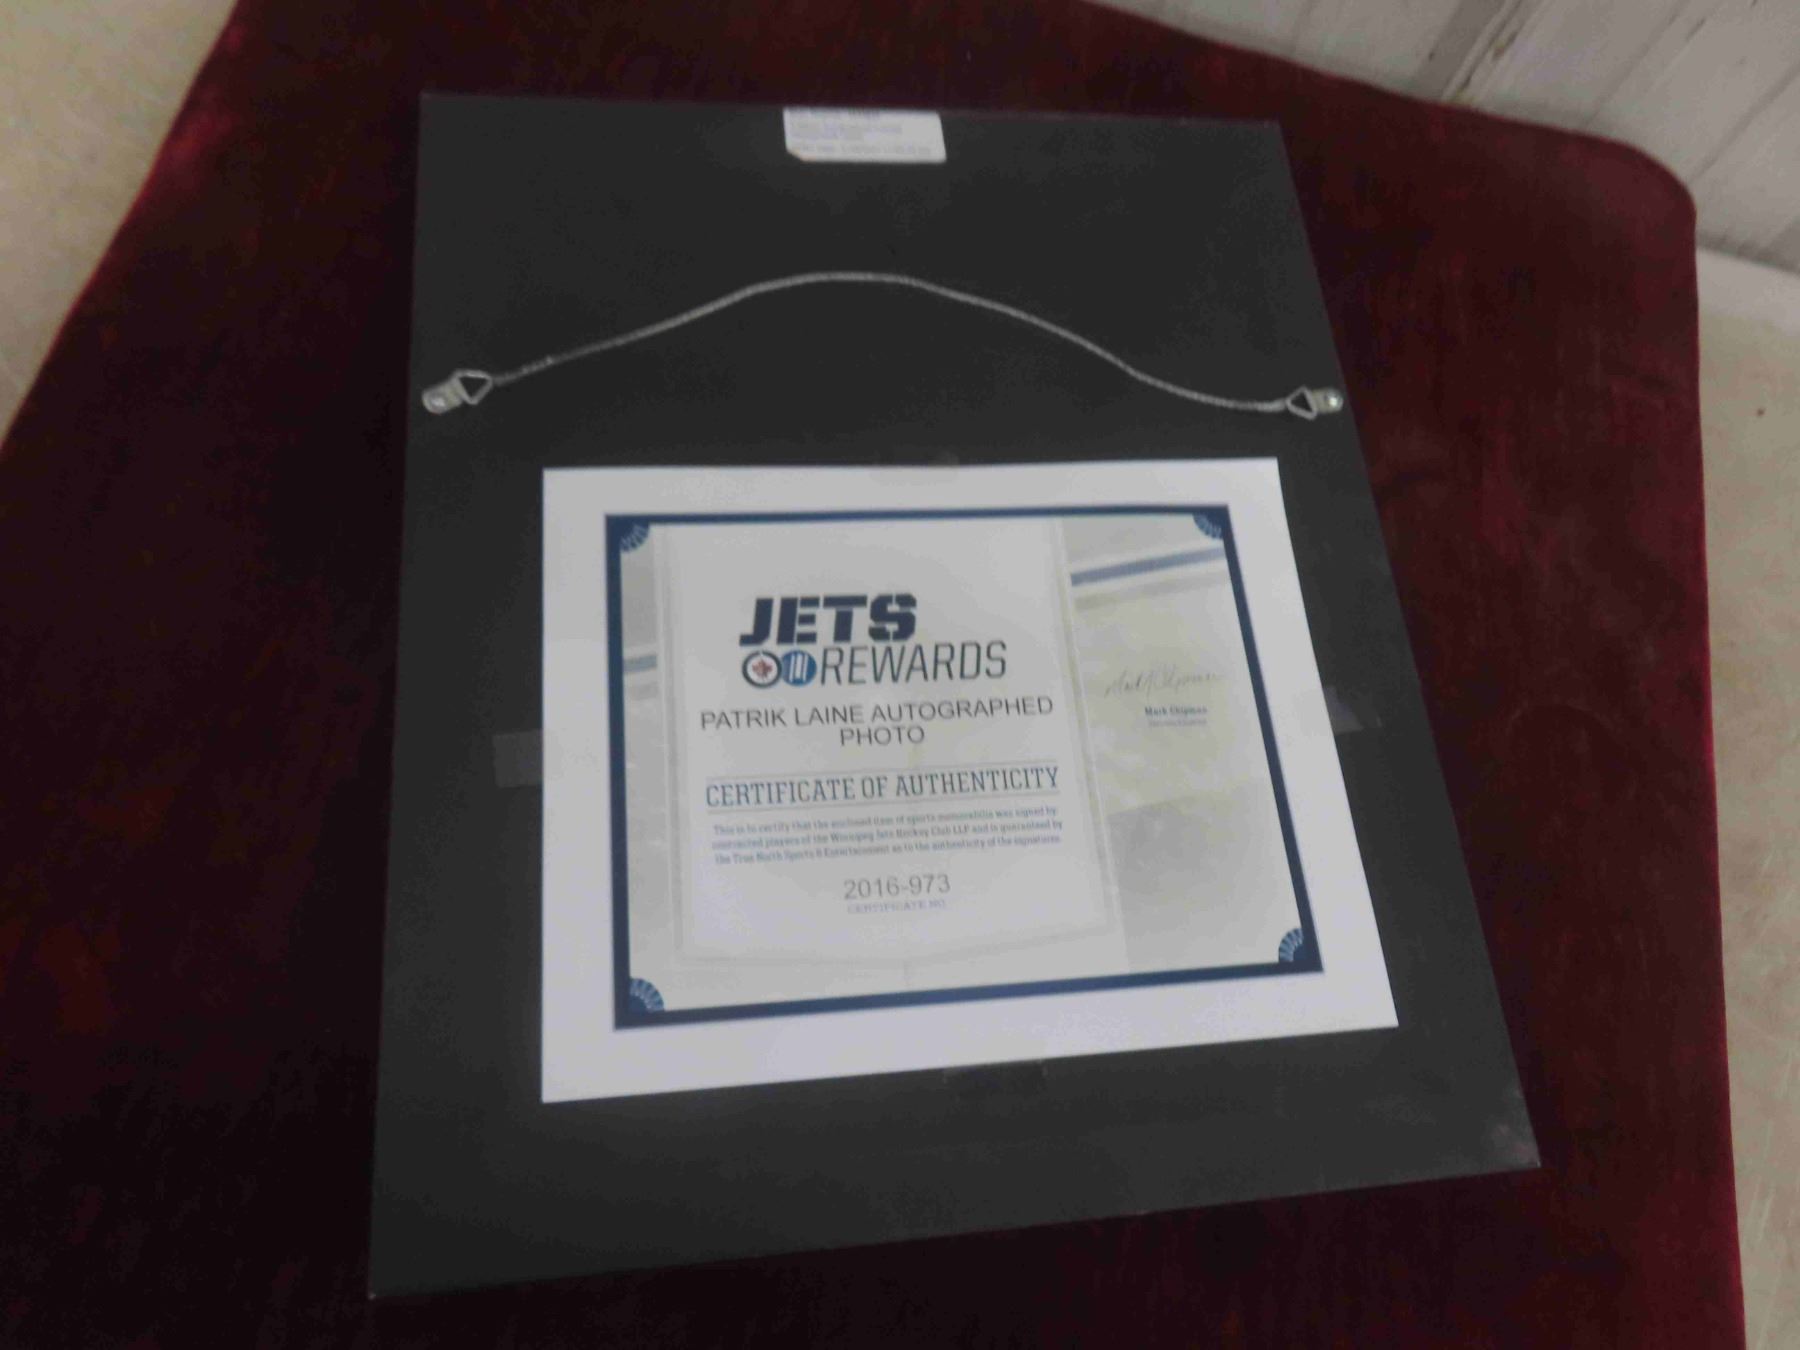 JETS
REWARDS
PATRIK LAINE AUTOGRAPHED
PHOTO
CERTIFICATE OF AUTHENTICITY
This is to certify that the enclosed item of sports memorabilia was signed by
contracted players of the Winnipeg Jets Hockey Club LLP and is guaranteed by
the True North Sports & Entertainment as to the authenticity of the signatures.
2016-973
CERTIFICATE NO
Mark Chipman